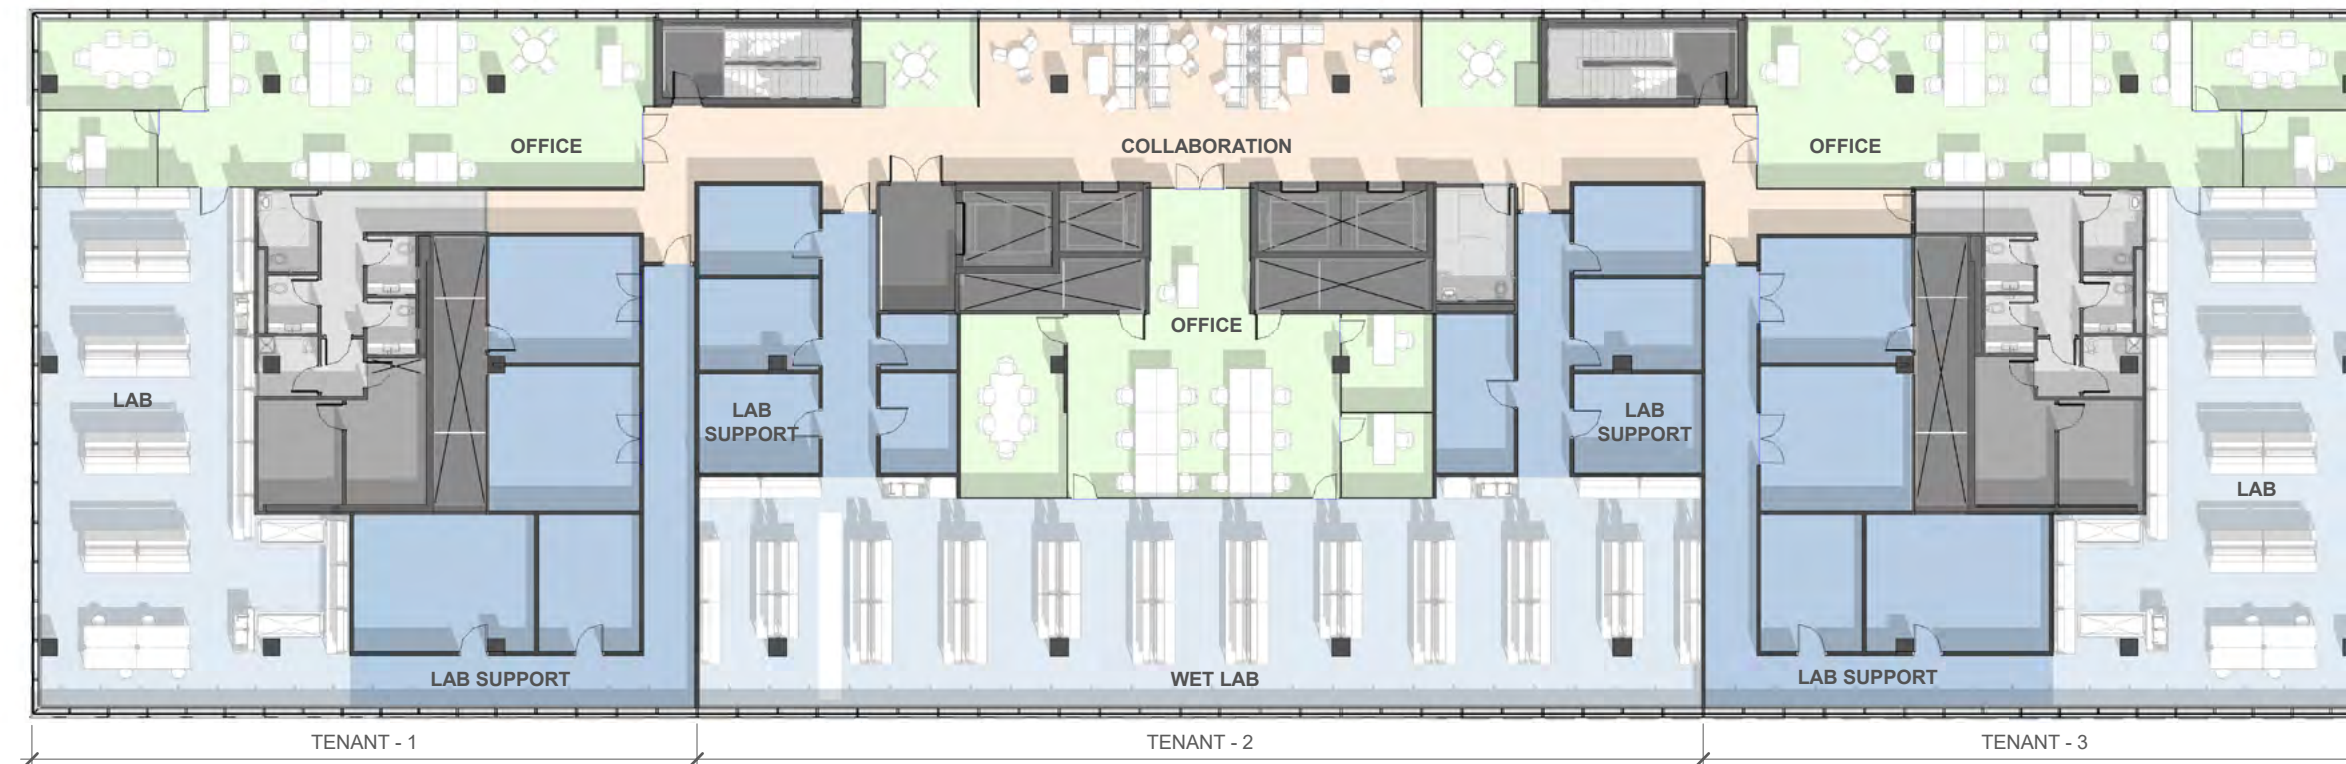 OFFICE
COLLABORATION
OFFICE
OFFICE
LAB
LAB
SUPPORT
LAB
SUPPORT
LAB
LAB SUPPORT
WET LAB
LAB SUPPORT
TENANT - 1
TENANT - 2
TENANT - 3